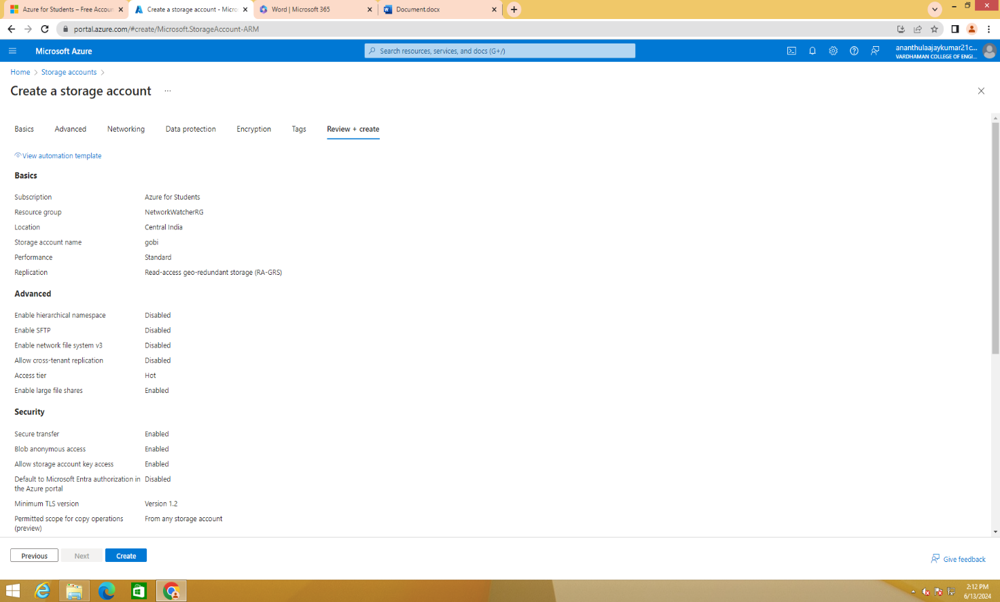 Azure for Students – Free Accoun
Create a storage account - Micro
Word | Microsoft 365
Document.docx
portal.azure.com/#create/Microsoft.StorageAccount-ARM
Microsoft Azure
Search resources, services, and docs (G+/)
ananthulaajaykumar21c...
VARDHAMAN COLLEGE OF ENGI...
Home > Storage accounts >
Create a storage account ...
Basics Advanced Networking Data protection Encryption Tags Review + create
View automation template
Basics
Subscription Azure for Students
Resource group NetworkWatcherRG
Location Central India
Storage account name gobi
Performance Standard
Replication Read-access geo-redundant storage (RA-GRS)
Advanced
Enable hierarchical namespace Disabled
Enable SFTP Disabled
Enable network file system v3 Disabled
Allow cross-tenant replication Disabled
Access tier Hot
Enable large file shares Enabled
Security
Secure transfer Enabled
Blob anonymous access Enabled
Allow storage account key access Enabled
Default to Microsoft Entra authorization in Disabled
the Azure portal
Minimum TLS version Version 1.2
Permitted scope for copy operations From any storage account
(preview)
Previous Next Create
Give feedback
2:12 PM
6/13/2024